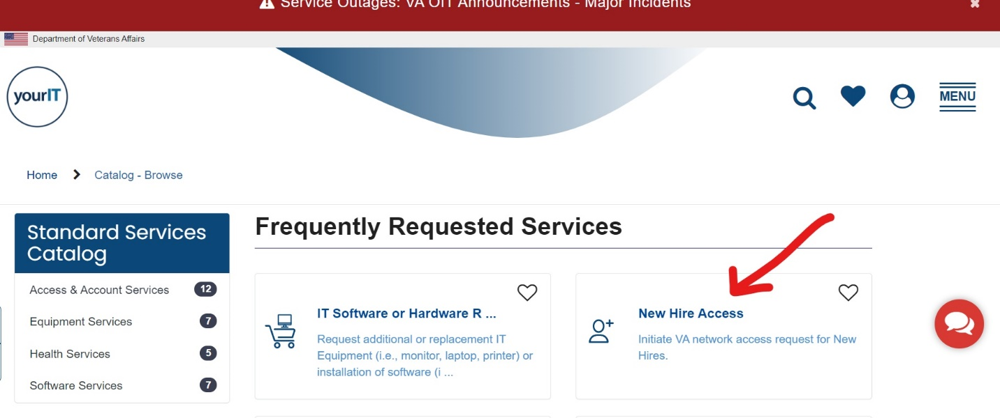 Service Outages: VA OIT Announcements - Major Incidents
Department of Veterans Affairs
yourIT
MENU
Home
Catalog - Browse
Standard Services
Catalog
Access & Account Services 12
Equipment Services 7
Health Services 5
Software Services 7
Frequently Requested Services
IT Software or Hardware R ...
Request additional or replacement IT
Equipment (i.e., monitor, laptop, printer) or
installation of software (i ...
New Hire Access
Initiate VA network access request for New
Hires.